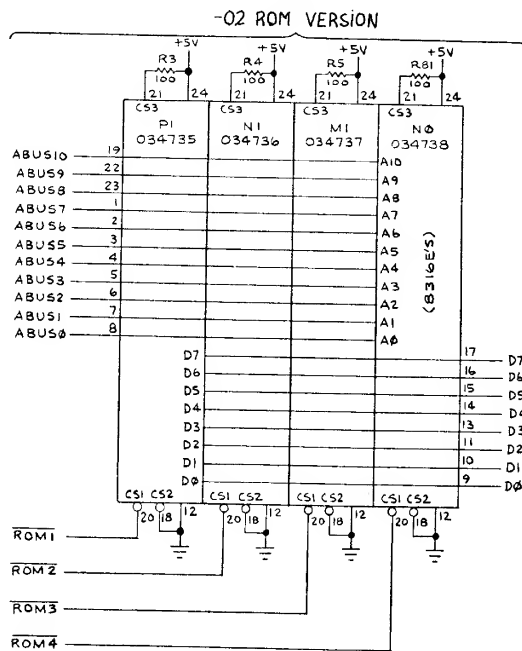 -02 ROM VERSION
+5V +5V +5V +5V
R3 R4 R5 R81
100 100 100 100
21 24 21 24 21 24 21 24
CS3 CS3 CS3 CS3
P1 N1 M1 NØ
034735 034736 034737 034738
ABUS10 19 A10
ABUS9 22 A9
ABUS8 23 A8
ABUS7 1 A7
ABUS6 2 A6
ABUS5 3 A5
ABUS4 4 A4
ABUS3 5 A3
ABUS2 6 A2
ABUS1 7 A1
ABUSØ 8 AØ
(8316E'S)
D7 17 D7
D6 16 D6
D5 15 D5
D4 14 D4
D3 13 D3
D2 11 D2
D1 10 D1
DØ 9 DØ
CS1 CS2 CS1 CS2 CS1 CS2 CS1 CS2
20 18 12 20 18 12 20 18 12 20 18 12
ROM1
ROM2
ROM3
ROM4